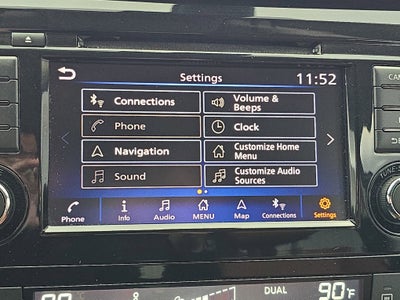 Settings
11:52
Connections
Volume &
Beeps
Phone
Clock
Navigation
Customize Home
Menu
Sound
Customize Audio
Sources
Phone
Info
Audio
MENU
Map
Connections
Settings
DUAL
90°F